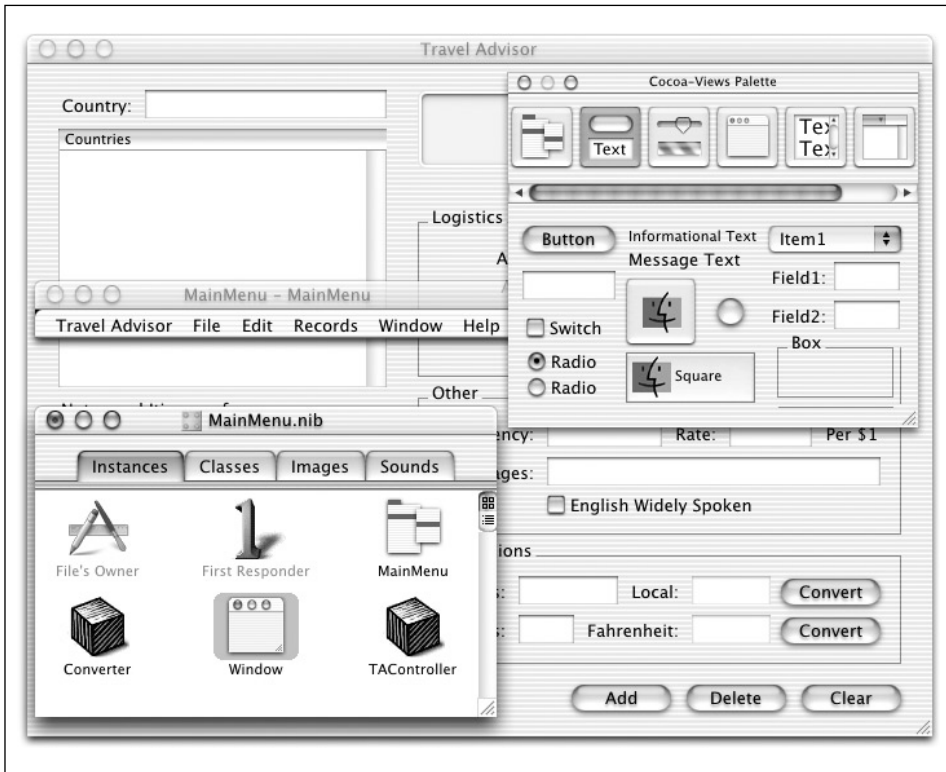 Travel Advisor
Country:
Countries
Logistics
A
Other
Rate:
Per $1
ages:
English Widely Spoken
ions
Local:
Convert
Fahrenheit:
Convert
Add
Delete
Clear
Cocoa-Views Palette
Text
Button
Informational Text
Item1
Message Text
Field1:
Switch
Field2:
Box
Radio
Square
Radio
MainMenu – MainMenu
Travel Advisor File Edit Records Window Help
MainMenu.nib
Instances Classes Images Sounds
File's Owner First Responder MainMenu
Converter Window TAController